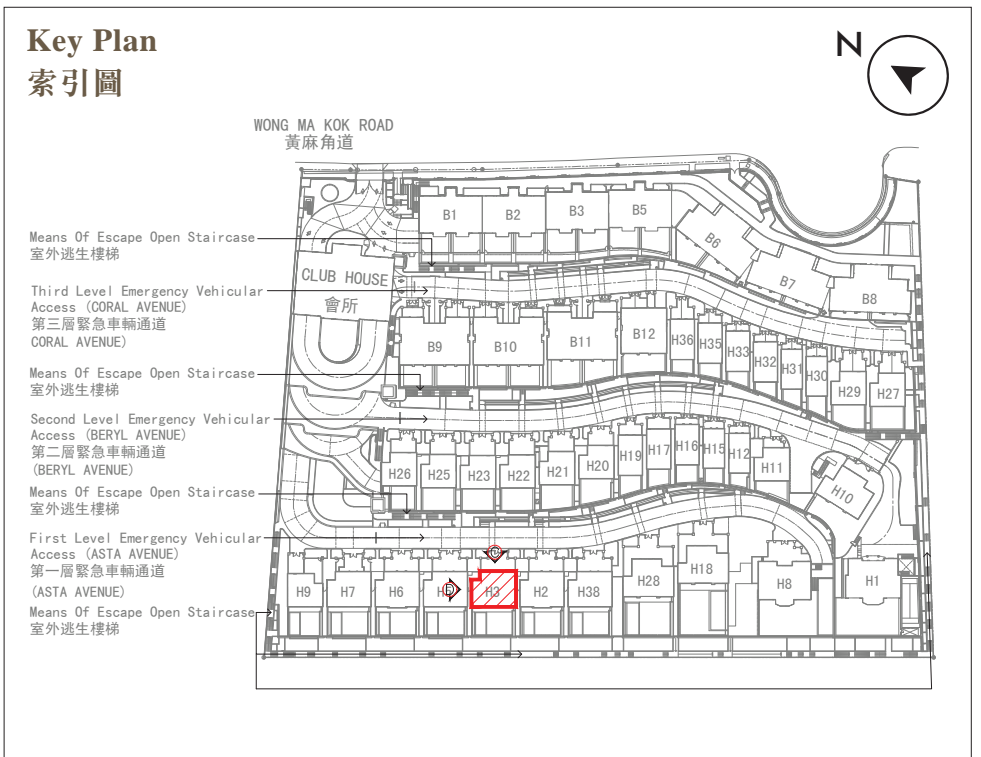 Key Plan
索引圖
N
WONG MA KOK ROAD
黃麻角道
Means Of Escape Open Staircase
室外逃生樓梯
Third Level Emergency Vehicular
Access (CORAL AVENUE)
第三層緊急車輛通道
CORAL AVENUE)
Means Of Escape Open Staircase
室外逃生樓梯
Second Level Emergency Vehicular
Access (BERYL AVENUE)
第二層緊急車輛通道
(BERYL AVENUE)
Means Of Escape Open Staircase
室外逃生樓梯
First Level Emergency Vehicular
Access (ASTA AVENUE)
第一層緊急車輛通道
(ASTA AVENUE)
Means Of Escape Open Staircase
室外逃生樓梯
CLUB HOUSE
會所
B1 B2 B3 B5
B6
B7
B8
B9 B10 B11 B12 H36 H35 H33 H32 H31 H30 H29 H27
H26 H25 H23 H22 H21 H20 H19 H17 H16 H15 H12 H11
H10
H9 H7 H6 H3 H2 H38 H28 H18 H8 H1
D